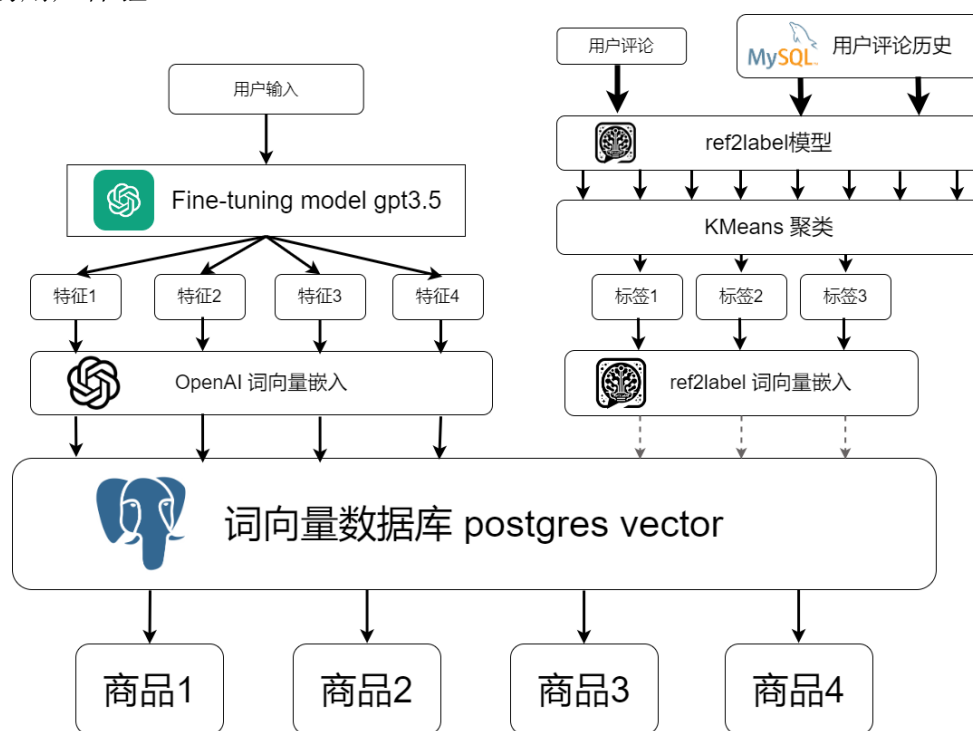 用户评论
MySQL
用户评论历史
用户输入
ref2label模型
Fine-tuning model gpt3.5
KMeans 聚类
特征1
特征2
特征3
特征4
标签1
标签2
标签3
OpenAI 词向量嵌入
ref2label 词向量嵌入
词向量数据库 postgres vector
商品1
商品2
商品3
商品4